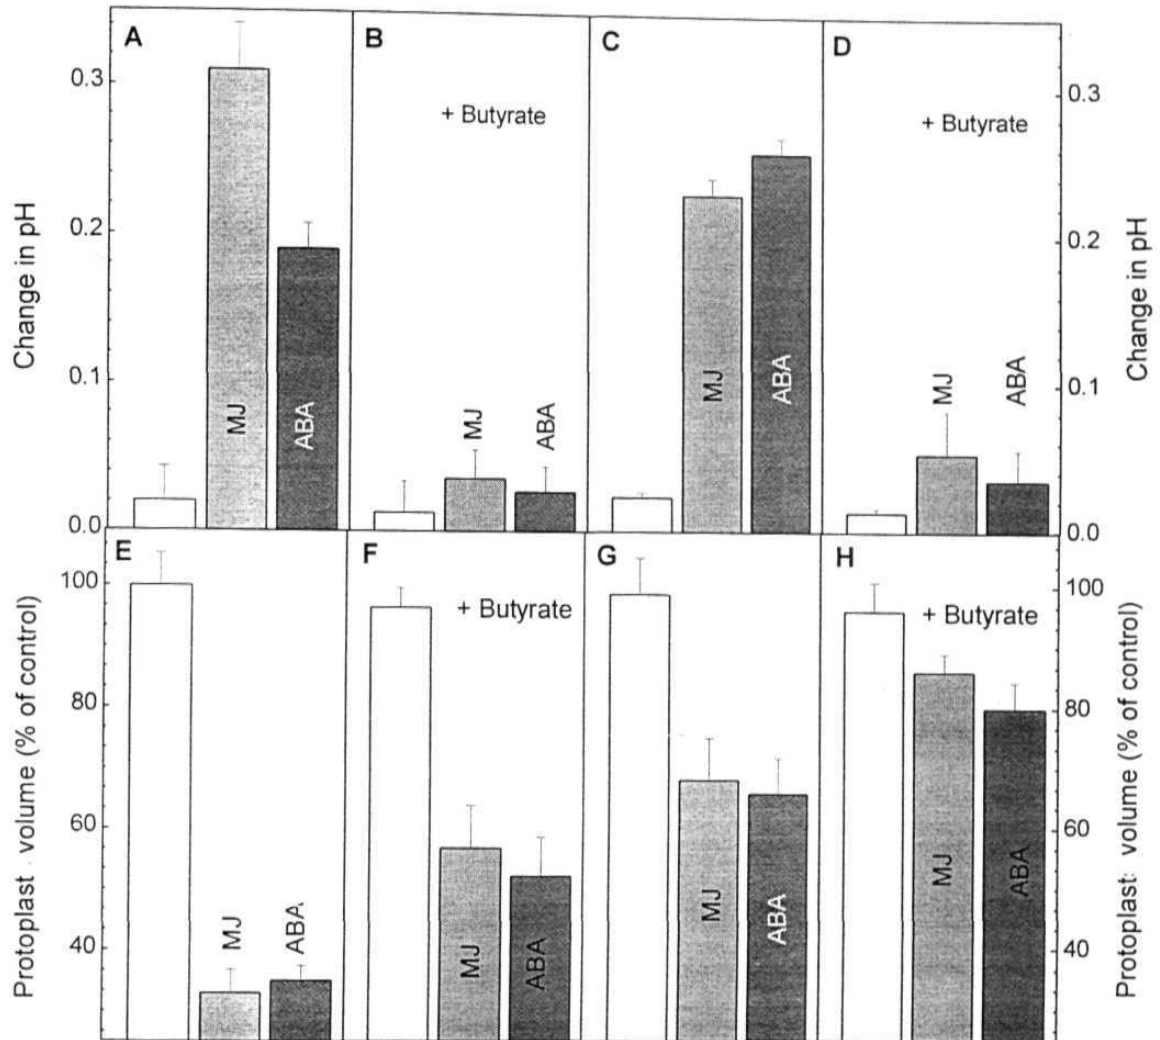 A
B
C
D
+ Butyrate
+ Butyrate
0.3
0.2
0.1
0.0
Change in pH
MJ
ABA
MJ
ABA
MJ
ABA
MJ
ABA
0.3
0.2
0.1
0.0
Change in pH
E
F
G
H
+ Butyrate
+ Butyrate
100
80
60
40
Protoplast volume (% of control)
MJ
ABA
MJ
ABA
MJ
ABA
MJ
ABA
100
80
60
40
Protoplast volume (% of control)